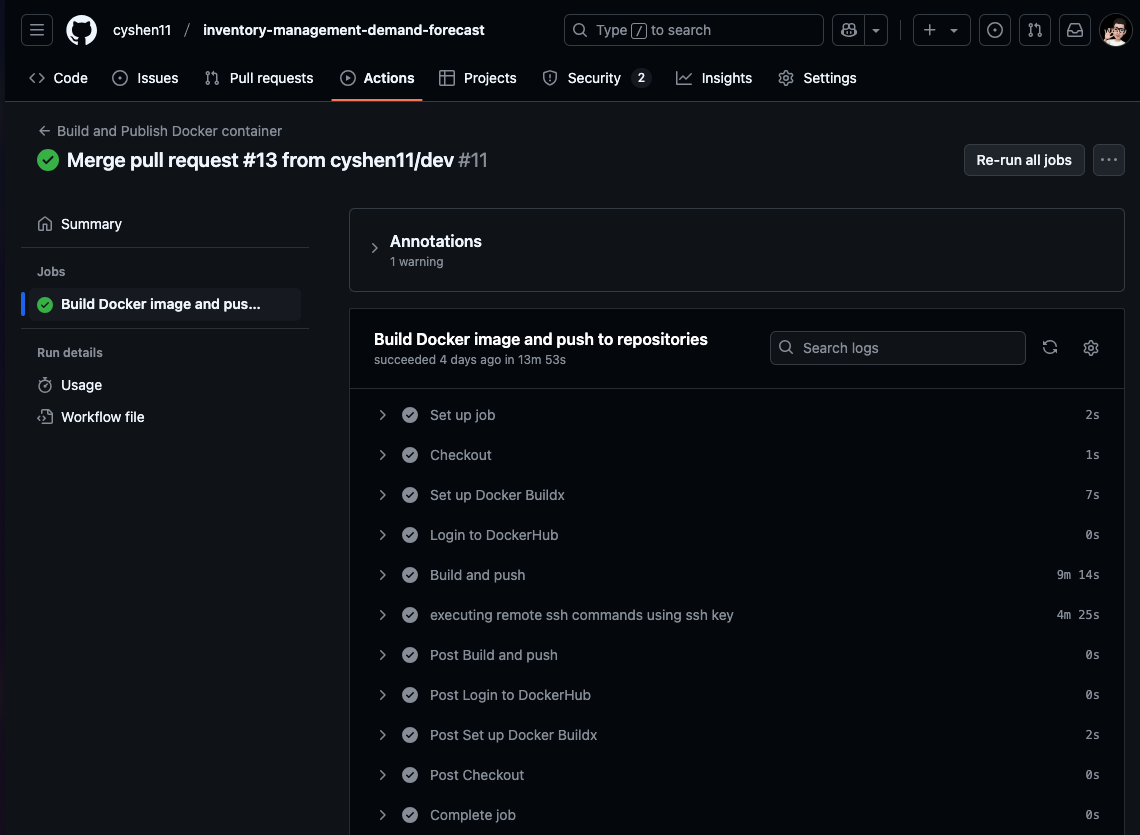 cyshen11 / inventory-management-demand-forecast Type / to search
Code Issues Pull requests Actions Projects Security 2 Insights Settings
Build and Publish Docker container
Merge pull request #13 from cyshen11/dev #11
Re-run all jobs
Summary
Jobs
Build Docker image and pus...
Run details
Usage
Workflow file
Annotations
1 warning
Build Docker image and push to repositories
succeeded 4 days ago in 13m 53s
Search logs
Set up job 2s
Checkout 1s
Set up Docker Buildx 7s
Login to DockerHub 0s
Build and push 9m 14s
executing remote ssh commands using ssh key 4m 25s
Post Build and push 0s
Post Login to DockerHub 0s
Post Set up Docker Buildx 2s
Post Checkout 0s
Complete job 0s